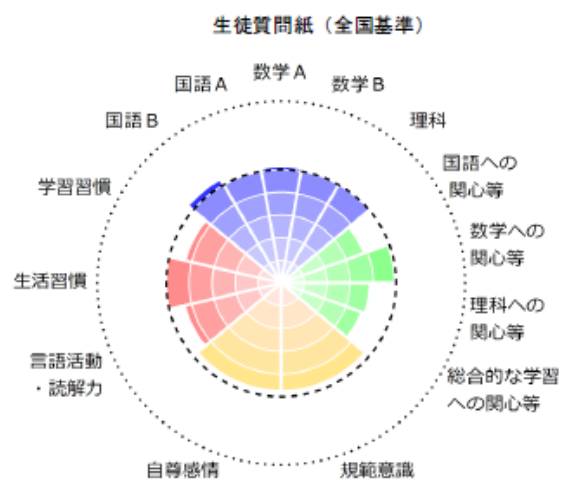 生徒質問紙（全国基準）
数学Ａ
国語Ａ
数学Ｂ
国語Ｂ
理科
国語への
関心等
学習習慣
数学への
関心等
生活習慣
理科への
関心等
言語活動
・読解力
総合的な学習
への関心等
自尊感情
規範意識